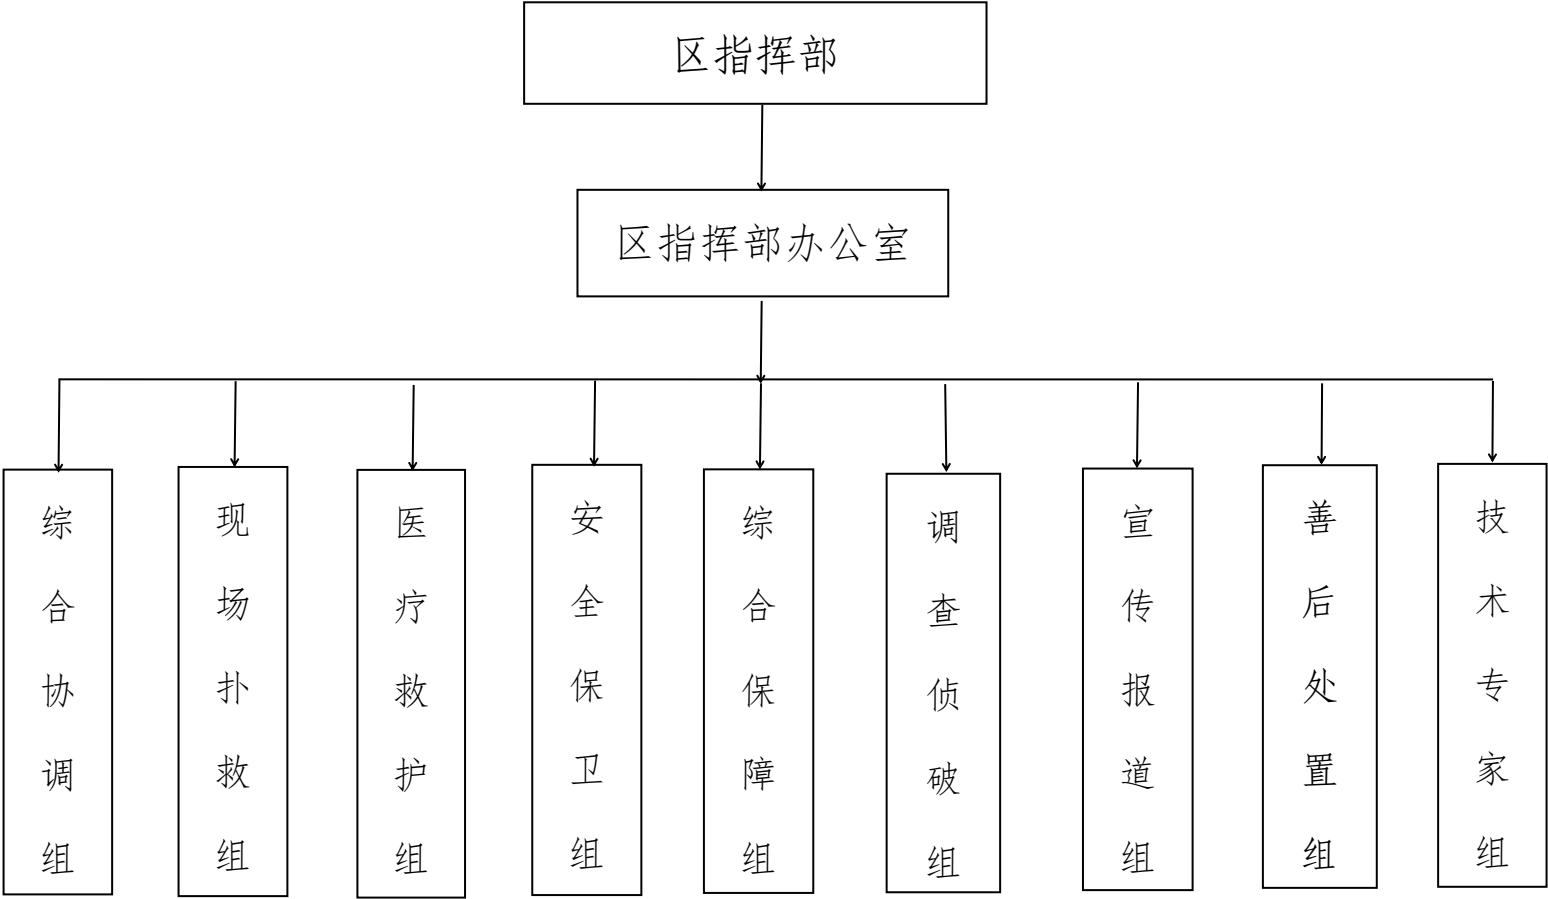 区指挥部
区指挥部办公室
综合协调组
现场扑救组
医疗救护组
安全保卫组
综合保障组
调查侦破组
宣传报道组
善后处置组
技术专家组